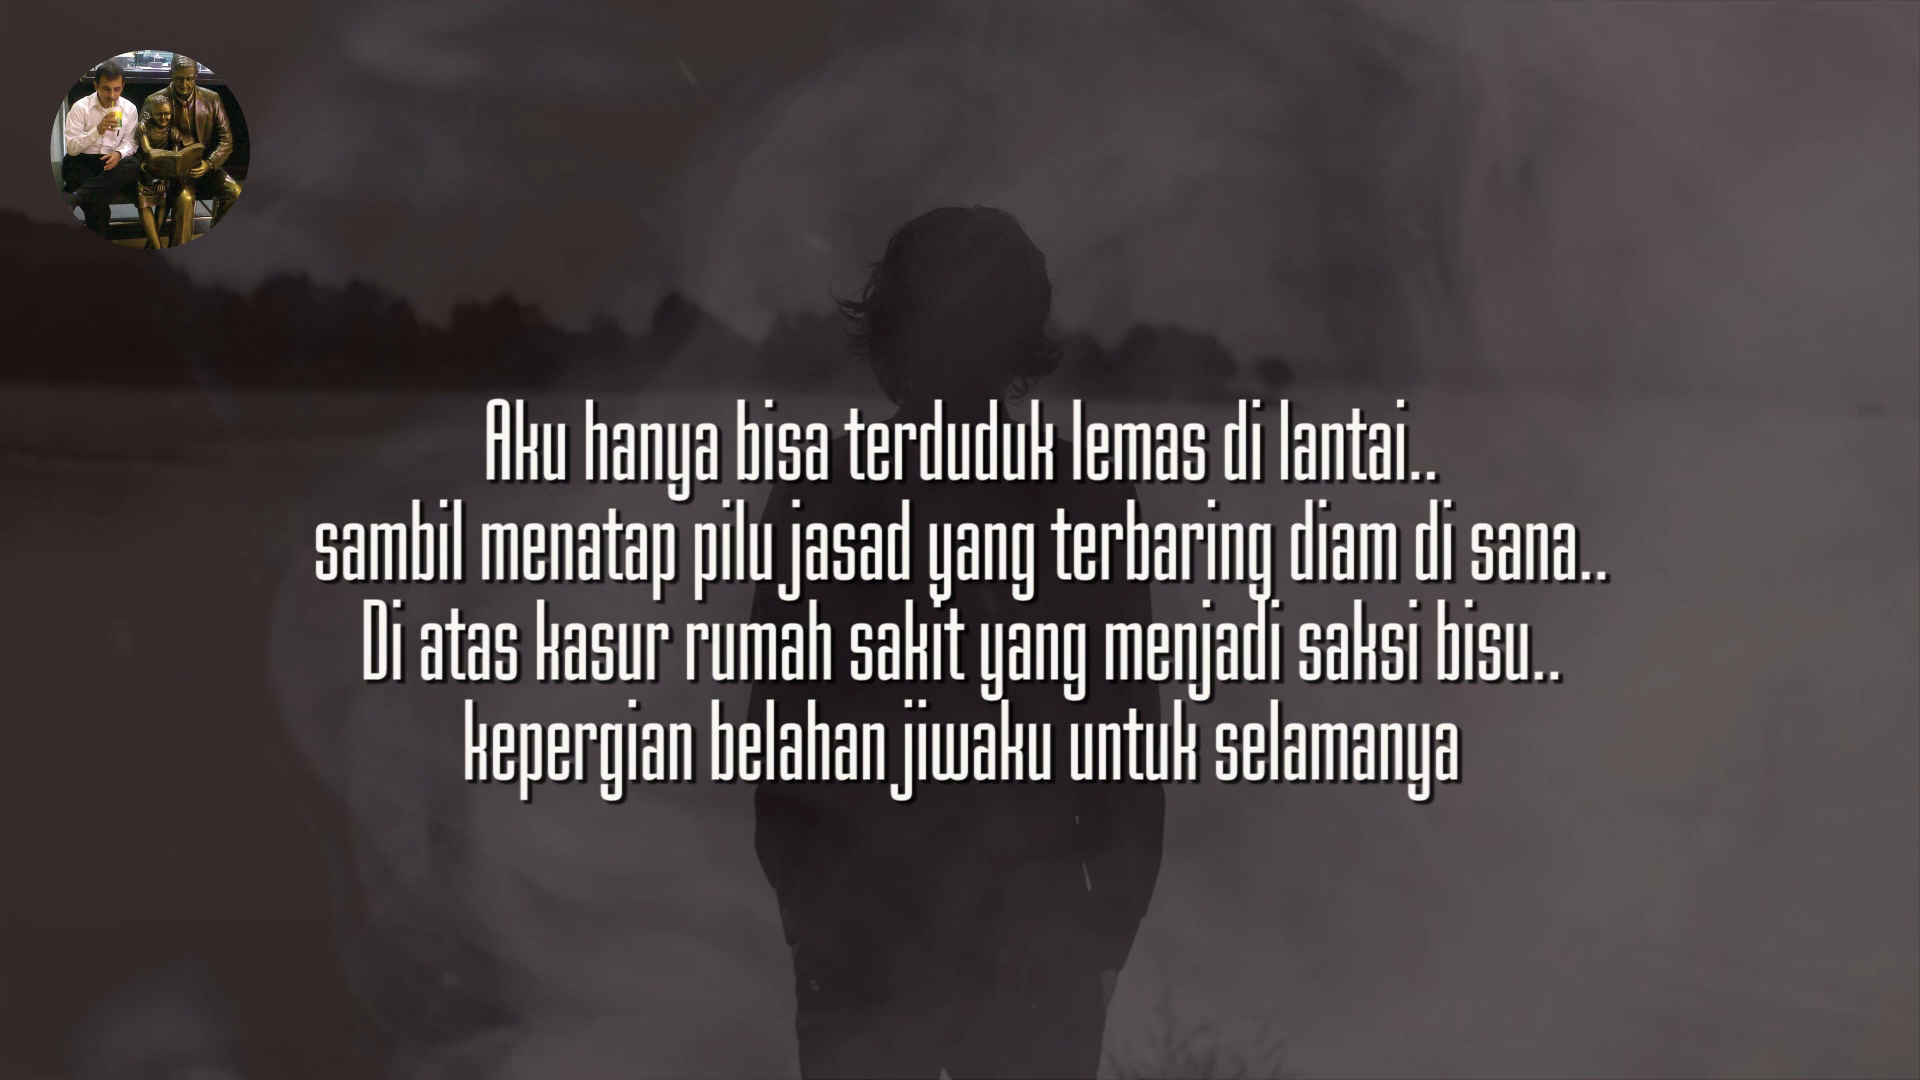 Aku hanya bisa terduduk lemas di lantai..
sambil menatap pilu jasad yang terbaring diam di sana..
Di atas kasur rumah sakit yang menjadi saksi bisu..
kepergian belahan jiwaku untuk selamanya